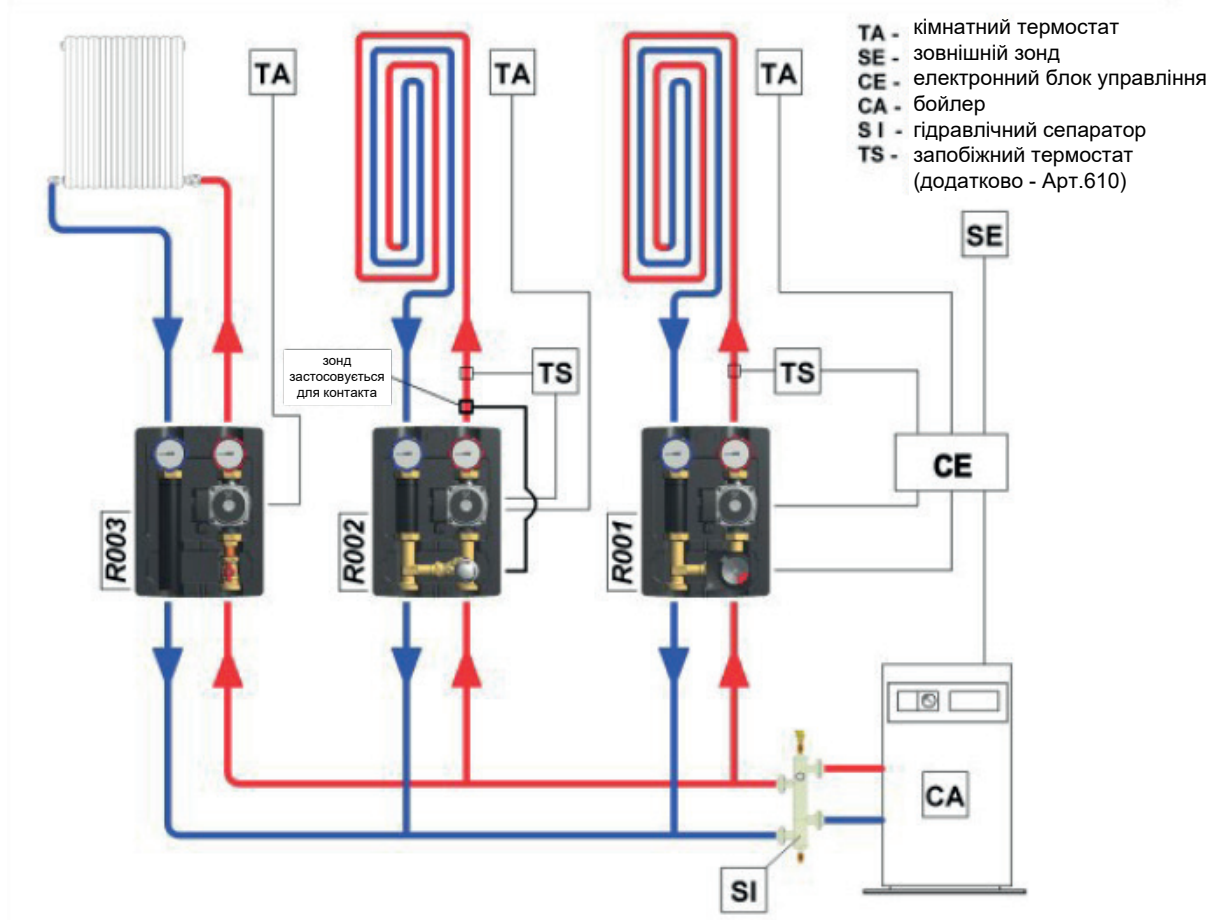 TA - кімнатний термостат
SE - зовнішній зонд
CE - електронний блок управління
CA - бойлер
S I - гідравлічний сепаратор
TS - запобіжний термостат
(додатково - Арт.610)
TA
TA
TA
SE
зонд
застосовується
для контакта
TS
TS
CE
R003
R002
R001
CA
SI